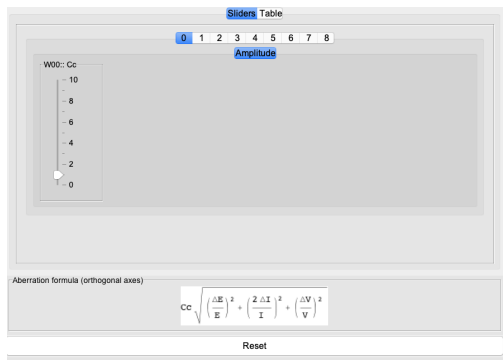 Sliders Table
0 1 2 3 4 5 6 7 8
Amplitude
W00:: Cc
10
8
6
4
2
0
Aberration formula (orthogonal axes)
Cc √((ΔE/E)² + (2 ΔI/I)² + (ΔV/V)²)
Reset